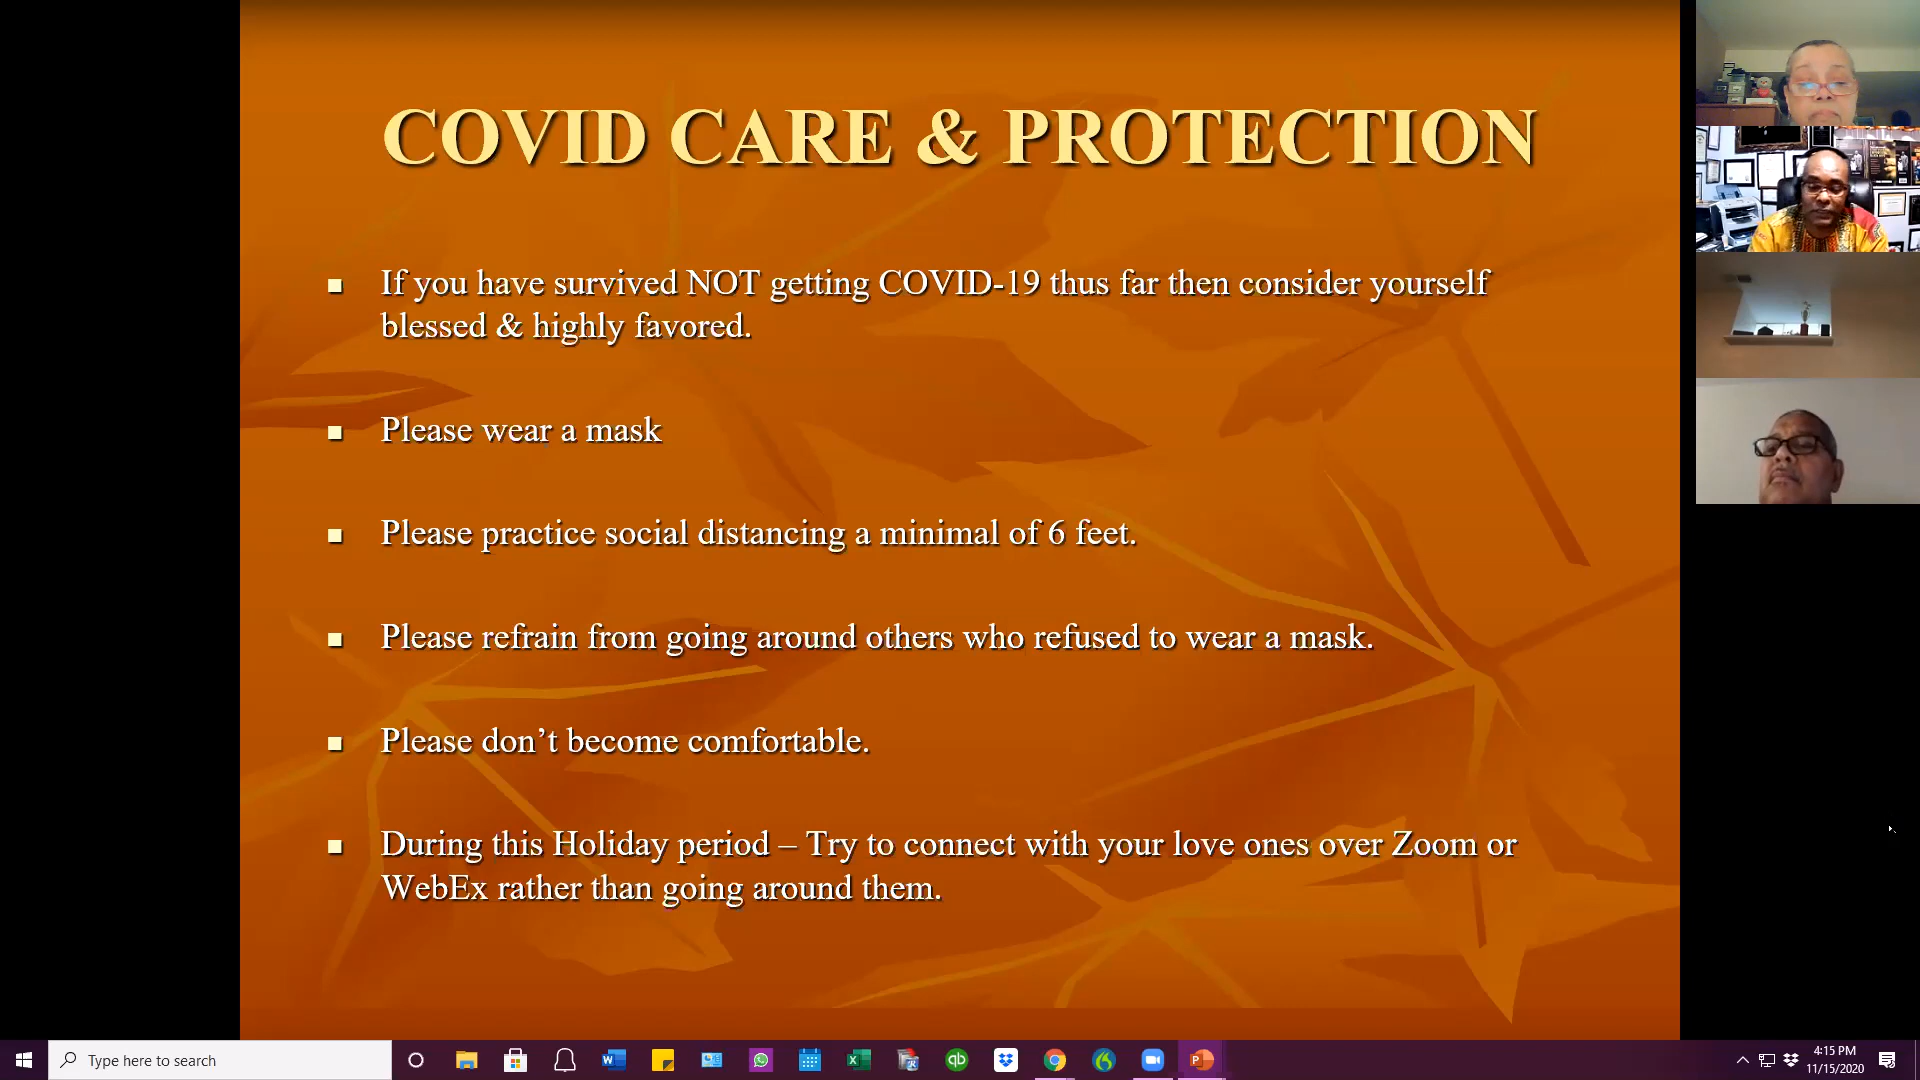 COVID CARE & PROTECTION
If you have survived NOT getting COVID-19 thus far then consider yourself
blessed & highly favored.
Please wear a mask
Please practice social distancing a minimal of 6 feet.
Please refrain from going around others who refused to wear a mask.
Please don’t become comfortable.
During this Holiday period – Try to connect with your love ones over Zoom or
WebEx rather than going around them.
Type here to search
4:15 PM
11/15/2020